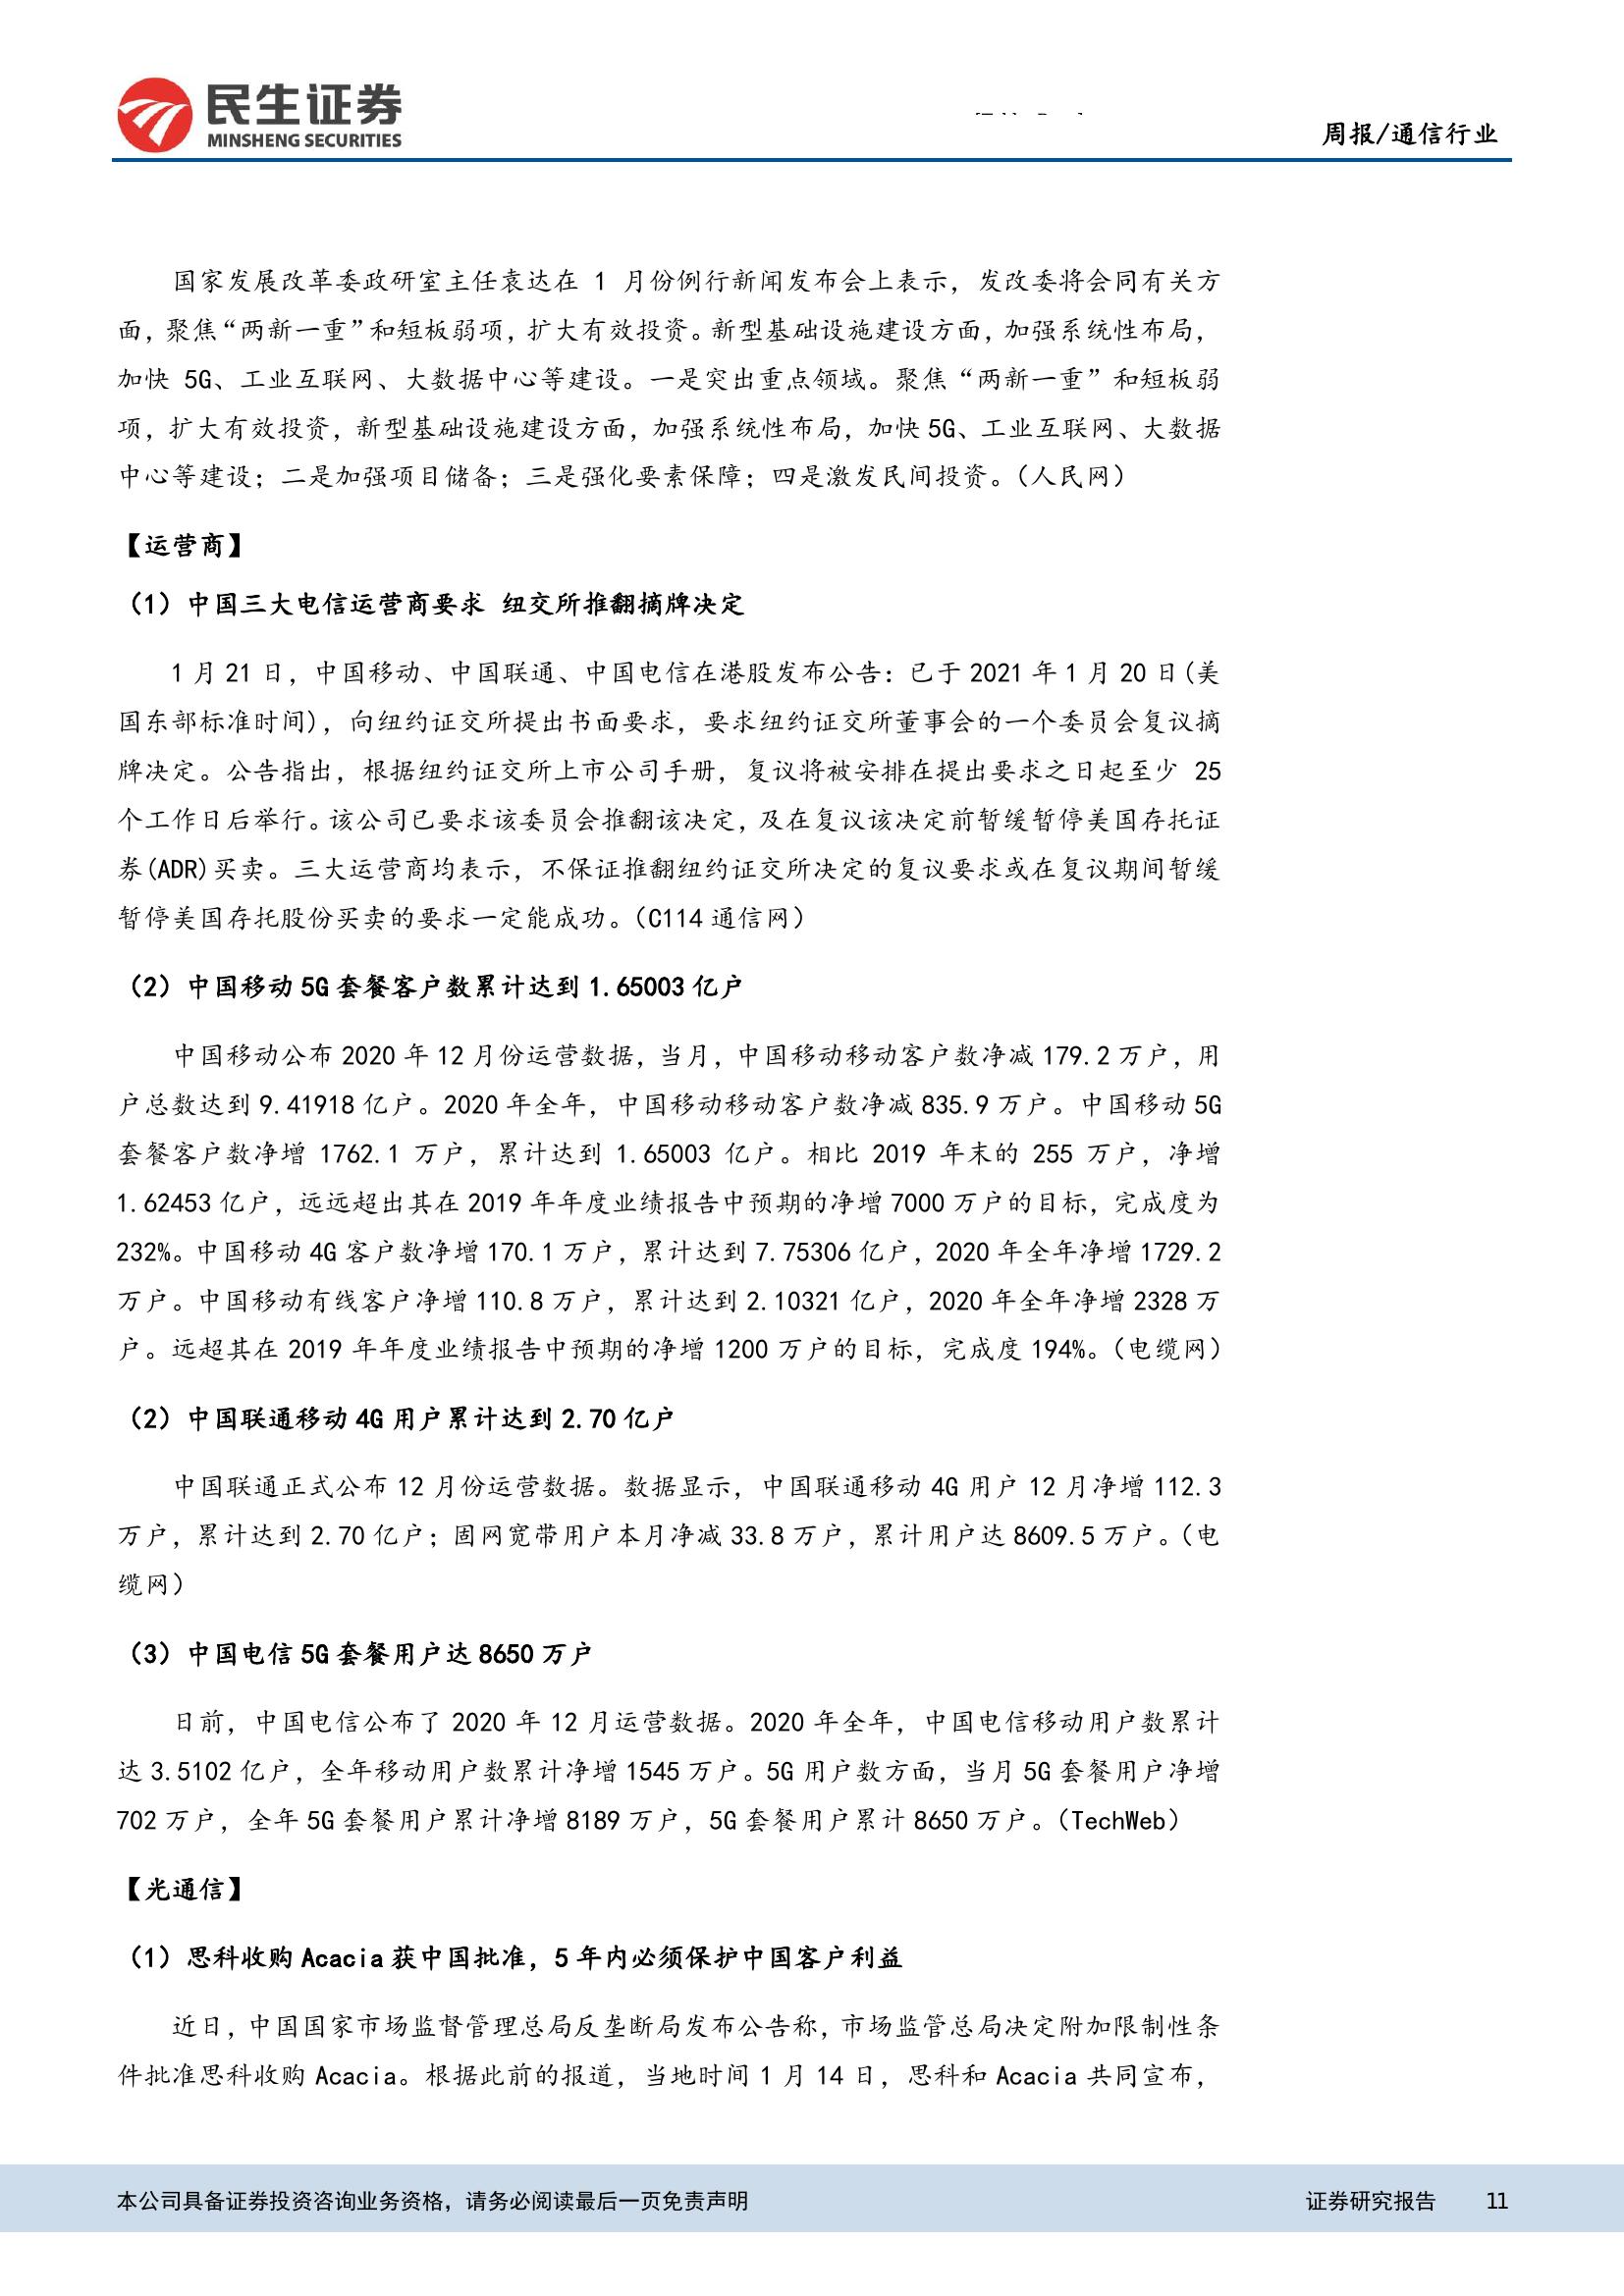 民生证券
MINSHENG SECURITIES
周报/通信行业
国家发展改革委政研室主任袁达在 1 月份例行新闻发布会上表示，发改委将会同有关方
面，聚焦“两新一重”和短板弱项，扩大有效投资。新型基础设施建设方面，加强系统性布局，
加快 5G、工业互联网、大数据中心等建设。一是突出重点领域。聚焦“两新一重”和短板弱
项，扩大有效投资，新型基础设施建设方面，加强系统性布局，加快 5G、工业互联网、大数据
中心等建设；二是加强项目储备；三是强化要素保障；四是激发民间投资。（人民网）
【运营商】
（1）中国三大电信运营商要求 纽交所推翻摘牌决定
1 月 21 日，中国移动、中国联通、中国电信在港股发布公告：已于 2021 年 1 月 20 日(美
国东部标准时间)，向纽约证交所提出书面要求，要求纽约证交所董事会的一个委员会复议摘
牌决定。公告指出，根据纽约证交所上市公司手册，复议将被安排在提出要求之日起至少 25
个工作日后举行。该公司已要求该委员会推翻该决定，及在复议该决定前暂缓暂停美国存托证
券(ADR)买卖。三大运营商均表示，不保证推翻纽约证交所决定的复议要求或在复议期间暂缓
暂停美国存托股份买卖的要求一定能成功。（C114 通信网）
（2）中国移动 5G 套餐客户数累计达到 1.65003 亿户
中国移动公布 2020 年 12 月份运营数据，当月，中国移动移动客户数净减 179.2 万户，用
户总数达到 9.41918 亿户。2020 年全年，中国移动移动客户数净减 835.9 万户。中国移动 5G
套餐客户数净增 1762.1 万户，累计达到 1.65003 亿户。相比 2019 年末的 255 万户，净增
1.62453 亿户，远远超出其在 2019 年年度业绩报告中预期的净增 7000 万户的目标，完成度为
232%。中国移动 4G 客户数净增 170.1 万户，累计达到 7.75306 亿户，2020 年全年净增 1729.2
万户。中国移动有线客户净增 110.8 万户，累计达到 2.10321 亿户，2020 年全年净增 2328 万
户。远超其在 2019 年年度业绩报告中预期的净增 1200 万户的目标，完成度 194%。（电缆网）
（2）中国联通移动 4G 用户累计达到 2.70 亿户
中国联通正式公布 12 月份运营数据。数据显示，中国联通移动 4G 用户 12 月净增 112.3
万户，累计达到 2.70 亿户；固网宽带用户本月净减 33.8 万户，累计用户达 8609.5 万户。（电
缆网）
（3）中国电信 5G 套餐用户达 8650 万户
日前，中国电信公布了 2020 年 12 月运营数据。2020 年全年，中国电信移动用户数累计
达 3.5102 亿户，全年移动用户数累计净增 1545 万户。5G 用户数方面，当月 5G 套餐用户净增
702 万户，全年 5G 套餐用户累计净增 8189 万户，5G 套餐用户累计 8650 万户。（TechWeb）
【光通信】
（1）思科收购 Acacia 获中国批准，5 年内必须保护中国客户利益
近日，中国国家市场监督管理总局反垄断局发布公告称，市场监管总局决定附加限制性条
件批准思科收购 Acacia。根据此前的报道，当地时间 1 月 14 日，思科和 Acacia 共同宣布，
本公司具备证券投资咨询业务资格，请务必阅读最后一页免责声明
证券研究报告 11